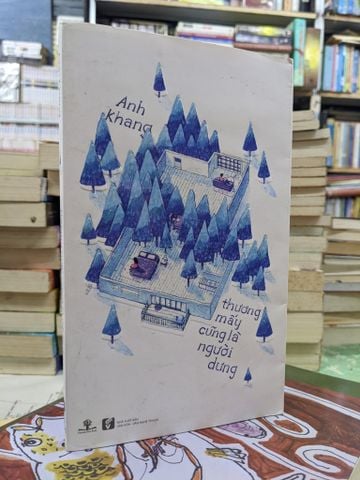 Anh
Khang
thương
mấy
cũng là
người
dưng